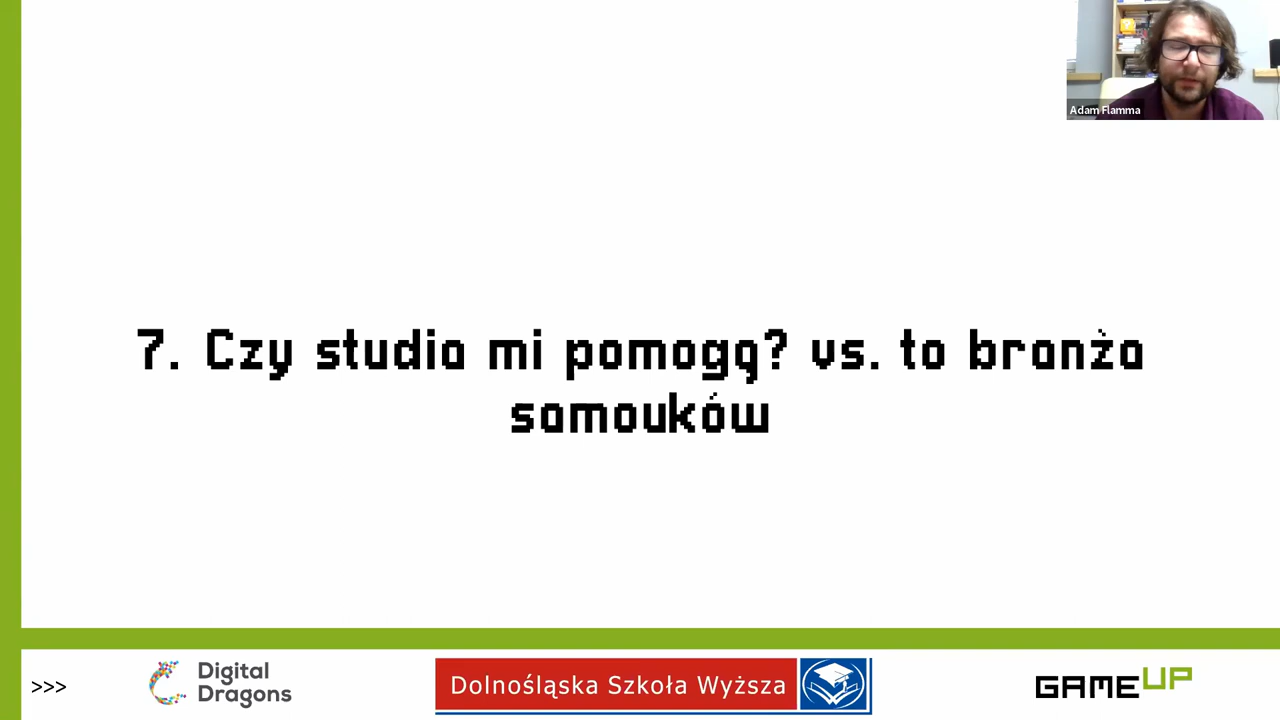 Adam Flamma
7. Czy studia mi pomogą? vs. to branża
samouków
>>>
Digital
Dragons
Dolnośląska Szkoła Wyższa
GAMEUP